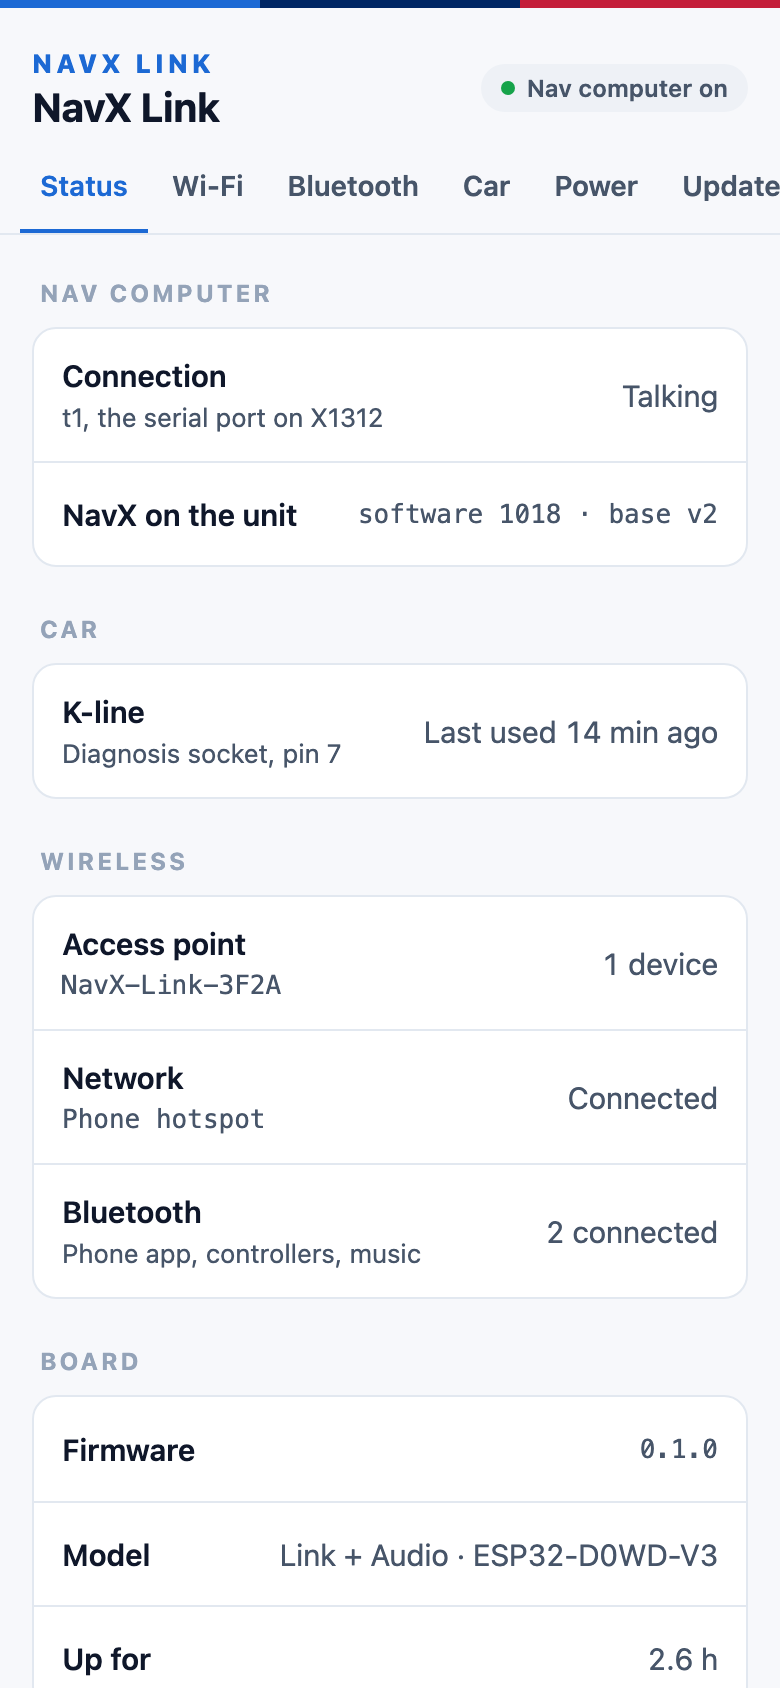 NAVX LINK
NavX Link
Nav computer on
Status Wi-Fi Bluetooth Car Power Update
NAV COMPUTER
Connection
t1, the serial port on X1312
Talking
NavX on the unit
software 1018 · base v2
CAR
K-line
Diagnosis socket, pin 7
Last used 14 min ago
WIRELESS
Access point
NavX-Link-3F2A
1 device
Network
Phone hotspot
Connected
Bluetooth
Phone app, controllers, music
2 connected
BOARD
Firmware
0.1.0
Model
Link + Audio · ESP32-D0WD-V3
Up for
2.6 h